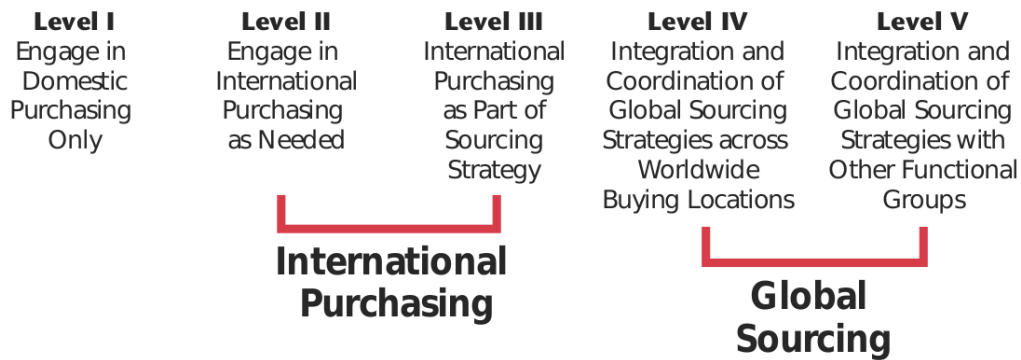 Level I
Engage in
Domestic
Purchasing
Only
Level II
Engage in
International
Purchasing
as Needed
Level III
International
Purchasing
as Part of
Sourcing
Strategy
Level IV
Integration and
Coordination of
Global Sourcing
Strategies across
Worldwide
Buying Locations
Level V
Integration and
Coordination of
Global Sourcing
Strategies with
Other Functional
Groups
International
Purchasing
Global
Sourcing